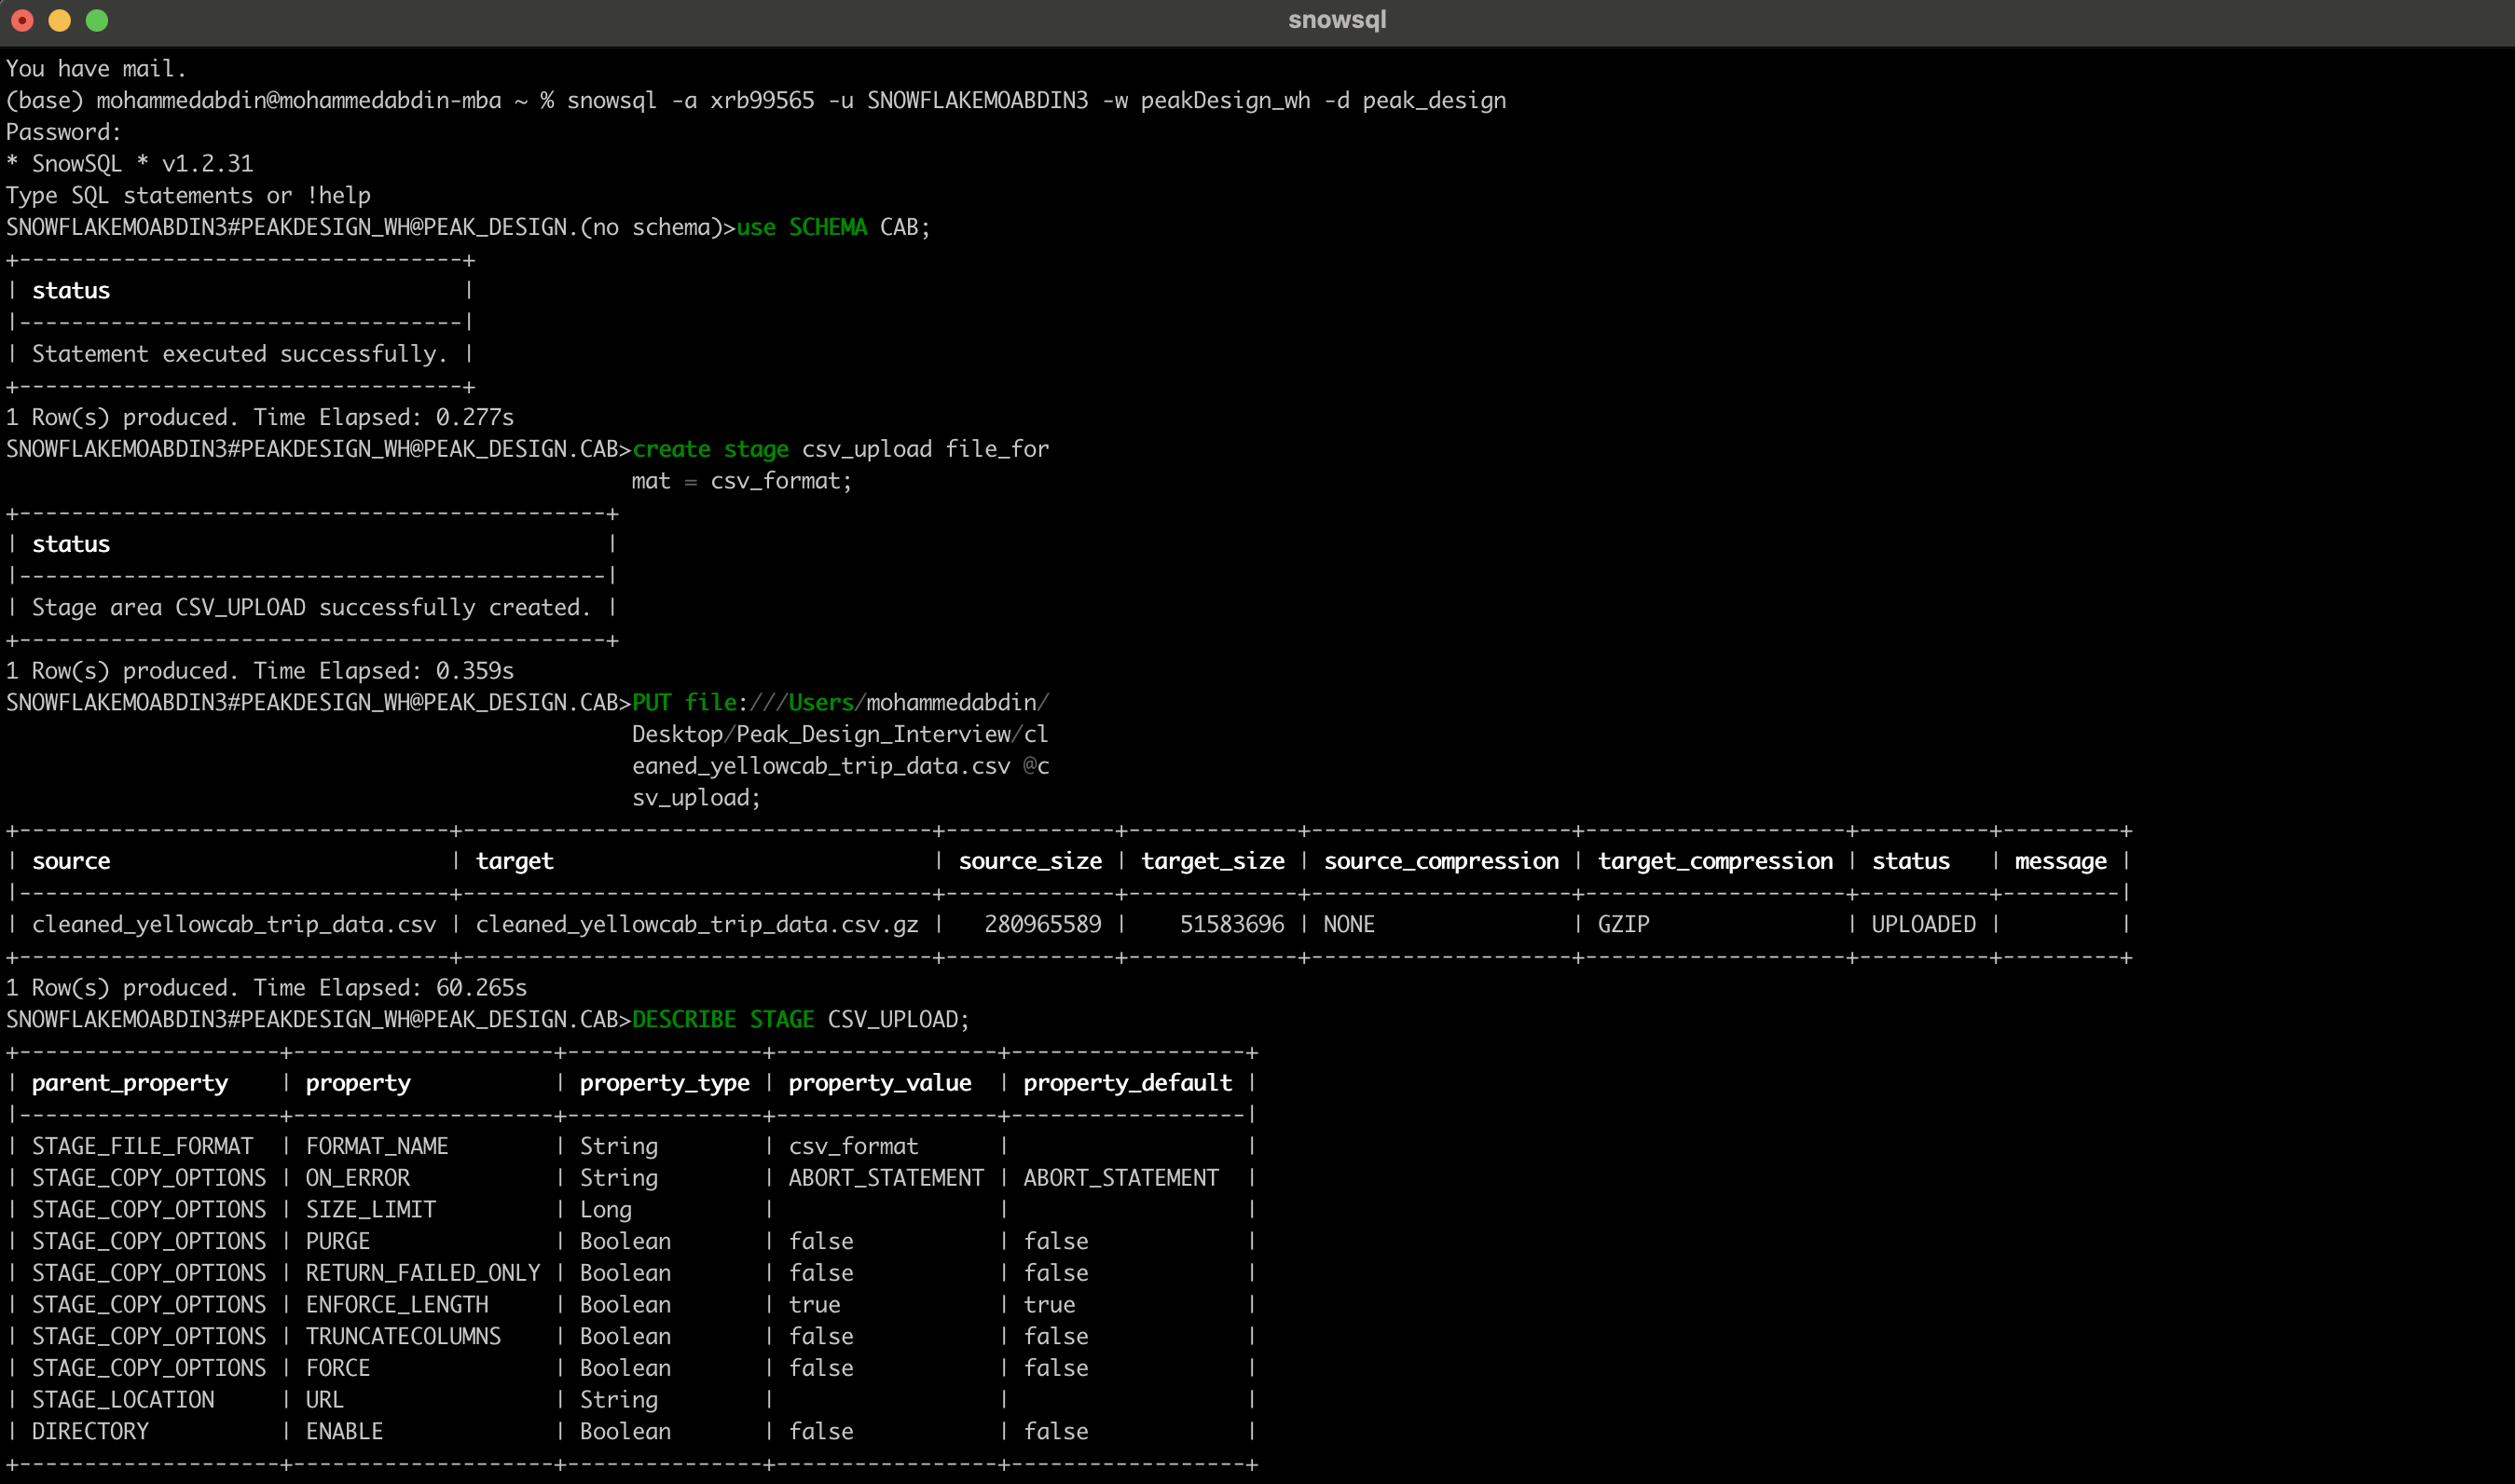 snowsql
You have mail.
(base) mohammedabdin@mohammedabdin-mba ~ % snowsql -a xrb99565 -u SNOWFLAKEMOABDIN3 -w peakDesign_wh -d peak_design
Password:
* SnowSQL * v1.2.31
Type SQL statements or !help
SNOWFLAKEMOABDIN3#PEAKDESIGN_WH@PEAK_DESIGN.(no schema)>use SCHEMA CAB;
+----------------------------------+
| status                           |
|----------------------------------|
| Statement executed successfully. |
+----------------------------------+
1 Row(s) produced. Time Elapsed: 0.277s
SNOWFLAKEMOABDIN3#PEAKDESIGN_WH@PEAK_DESIGN.CAB>create stage csv_upload file_for
                                                mat = csv_format;
+---------------------------------------------+
| status                                      |
|---------------------------------------------|
| Stage area CSV_UPLOAD successfully created. |
+---------------------------------------------+
1 Row(s) produced. Time Elapsed: 0.359s
SNOWFLAKEMOABDIN3#PEAKDESIGN_WH@PEAK_DESIGN.CAB>PUT file:///Users/mohammedabdin/
                                                Desktop/Peak_Design_Interview/cl
                                                eaned_yellowcab_trip_data.csv @c
                                                sv_upload;
+---------------------------------+------------------------------------+-------------+-------------+--------------------+--------------------+----------+---------+
| source                          | target                             | source_size | target_size | source_compression | target_compression | status   | message |
|---------------------------------+------------------------------------+-------------+-------------+--------------------+--------------------+----------+---------|
| cleaned_yellowcab_trip_data.csv | cleaned_yellowcab_trip_data.csv.gz |   280965589 |    51583696 | NONE               | GZIP               | UPLOADED |         |
+---------------------------------+------------------------------------+-------------+-------------+--------------------+--------------------+----------+---------+
1 Row(s) produced. Time Elapsed: 60.265s
SNOWFLAKEMOABDIN3#PEAKDESIGN_WH@PEAK_DESIGN.CAB>DESCRIBE STAGE CSV_UPLOAD;
+--------------------+--------------------+---------------+-----------------+------------------+
| parent_property    | property           | property_type | property_value  | property_default |
|--------------------+--------------------+---------------+-----------------+------------------|
| STAGE_FILE_FORMAT  | FORMAT_NAME        | String        | csv_format      |                  |
| STAGE_COPY_OPTIONS | ON_ERROR           | String        | ABORT_STATEMENT | ABORT_STATEMENT  |
| STAGE_COPY_OPTIONS | SIZE_LIMIT         | Long          |                 |                  |
| STAGE_COPY_OPTIONS | PURGE              | Boolean       | false           | false            |
| STAGE_COPY_OPTIONS | RETURN_FAILED_ONLY | Boolean       | false           | false            |
| STAGE_COPY_OPTIONS | ENFORCE_LENGTH     | Boolean       | true            | true             |
| STAGE_COPY_OPTIONS | TRUNCATECOLUMNS    | Boolean       | false           | false            |
| STAGE_COPY_OPTIONS | FORCE              | Boolean       | false           | false            |
| STAGE_LOCATION     | URL                | String        |                 |                  |
| DIRECTORY          | ENABLE             | Boolean       | false           | false            |
+--------------------+--------------------+---------------+-----------------+------------------+